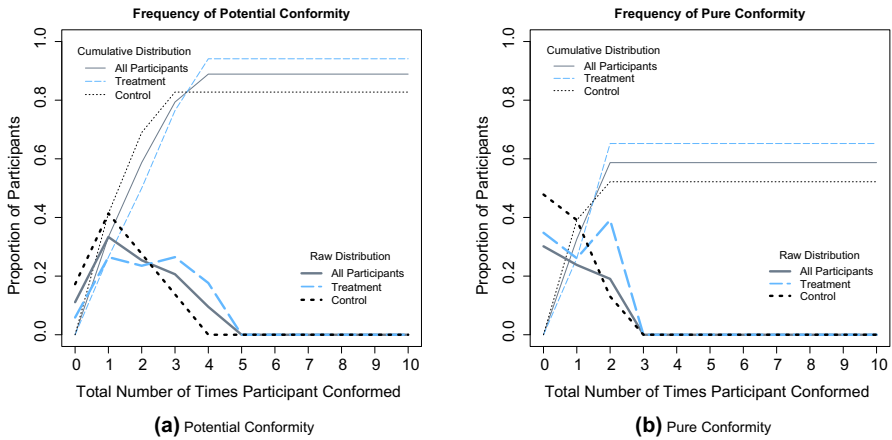 Frequency of Potential Conformity
Proportion of Participants
1.0
0.8
0.6
0.4
0.2
0.0
Cumulative Distribution
All Participants
Treatment
Control
Raw Distribution
All Participants
Treatment
Control
0 1 2 3 4 5 6 7 8 9 10
Total Number of Times Participant Conformed
(a) Potential Conformity
Frequency of Pure Conformity
Proportion of Participants
1.0
0.8
0.6
0.4
0.2
0.0
Cumulative Distribution
All Participants
Treatment
Control
Raw Distribution
All Participants
Treatment
Control
0 1 2 3 4 5 6 7 8 9 10
Total Number of Times Participant Conformed
(b) Pure Conformity